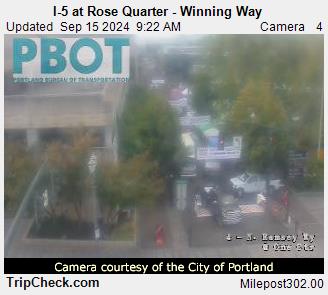 I-5 at Rose Quarter - Winning Way
Updated Sep 15 2024 9:22 AM Camera 4
PBOT
PORTLAND BUREAU OF TRANSPORTATION
Camera courtesy of the City of Portland
TripCheck.com Milepost302.00